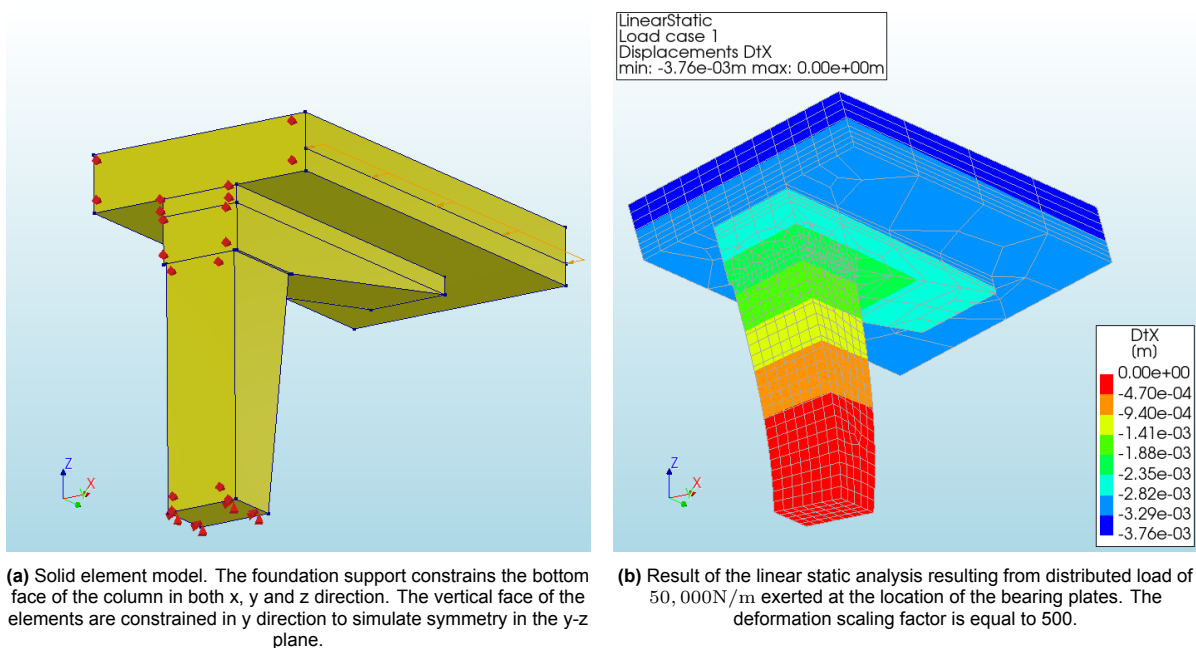 LinearStatic
Load case 1
Displacements DtX
min: -3.76e-03m max: 0.00e+00m
Z
X
Z
X
DtX
(m)
0.00e+00
-4.70e-04
-9.40e-04
-1.41e-03
-1.88e-03
-2.35e-03
-2.82e-03
-3.29e-03
-3.76e-03
(a) Solid element model. The foundation support constrains the bottom
face of the column in both x, y and z direction. The vertical face of the
elements are constrained in y direction to simulate symmetry in the y-z
plane.
(b) Result of the linear static analysis resulting from distributed load of
50,000N/m exerted at the location of the bearing plates. The
deformation scaling factor is equal to 500.